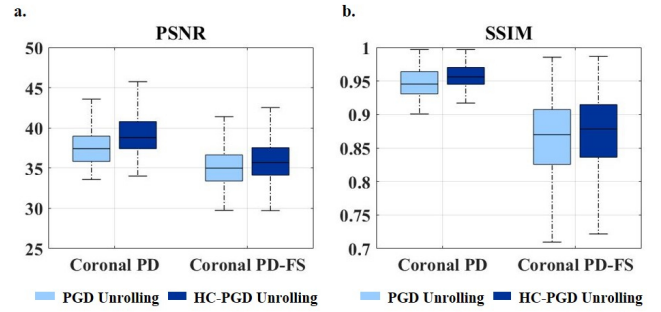 a.
PSNR
50
45
40
35
30
25
Coronal PD Coronal PD-FS
PGD Unrolling HC-PGD Unrolling
b.
SSIM
1
0.95
0.9
0.85
0.8
0.75
0.7
Coronal PD Coronal PD-FS
PGD Unrolling HC-PGD Unrolling